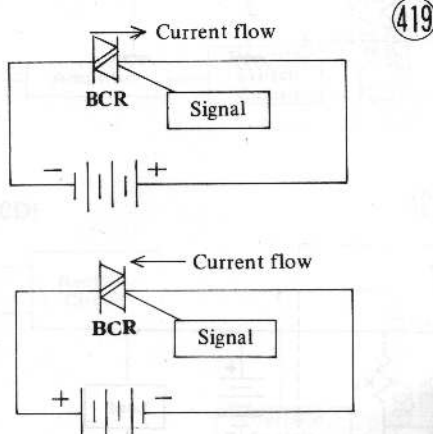 419
Current flow
BCR
Signal
− +
Current flow
BCR
Signal
+ −